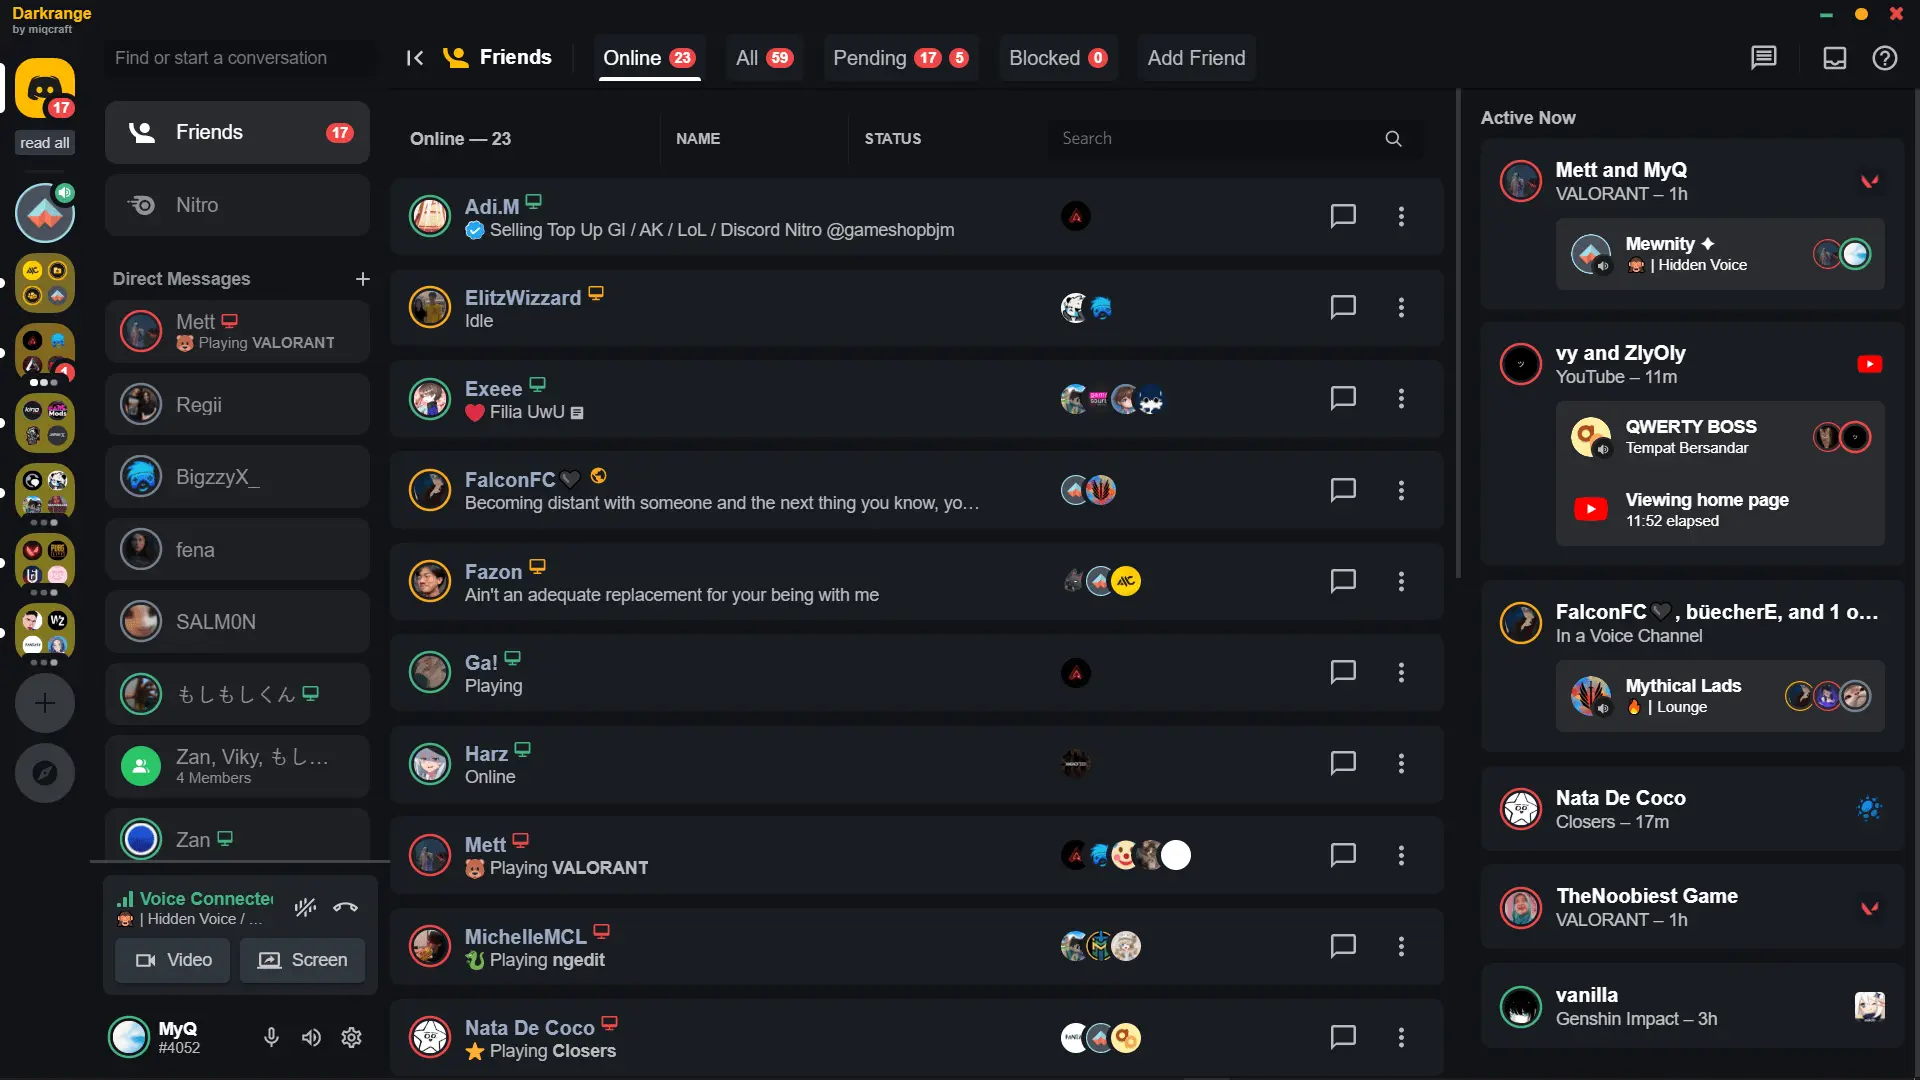 Darkrange
by miqcraft
Find or start a conversation
Friends
Online 23
All 59
Pending 17 5
Blocked 0
Add Friend
17
read all
Friends 17
Nitro
Direct Messages
Mett
Playing VALORANT
Regii
BigzzyX_
fena
SALM0N
もしもしくん
Zan, Viky, もし…
4 Members
Zan
Voice Connected
| Hidden Voice / …
Video
Screen
MyQ
#4052
Online — 23
NAME
STATUS
Search
Adi.M
Selling Top Up GI / AK / LoL / Discord Nitro @gameshopbjm
ElitzWizzard
Idle
Exeee
Filia UwU
FalconFC
Becoming distant with someone and the next thing you know, yo…
Fazon
Ain't an adequate replacement for your being with me
Ga!
Playing
Harz
Online
Mett
Playing VALORANT
MichelleMCL
Playing ngedit
Nata De Coco
Playing Closers
Active Now
Mett and MyQ
VALORANT – 1h
Mewnity ✦
| Hidden Voice
vy and ZlyOly
YouTube – 11m
QWERTY BOSS
Tempat Bersandar
Viewing home page
11:52 elapsed
FalconFC🖤, büecherE, and 1 o…
In a Voice Channel
Mythical Lads
| Lounge
Nata De Coco
Closers – 17m
TheNoobiest Game
VALORANT – 1h
vanilla
Genshin Impact – 3h